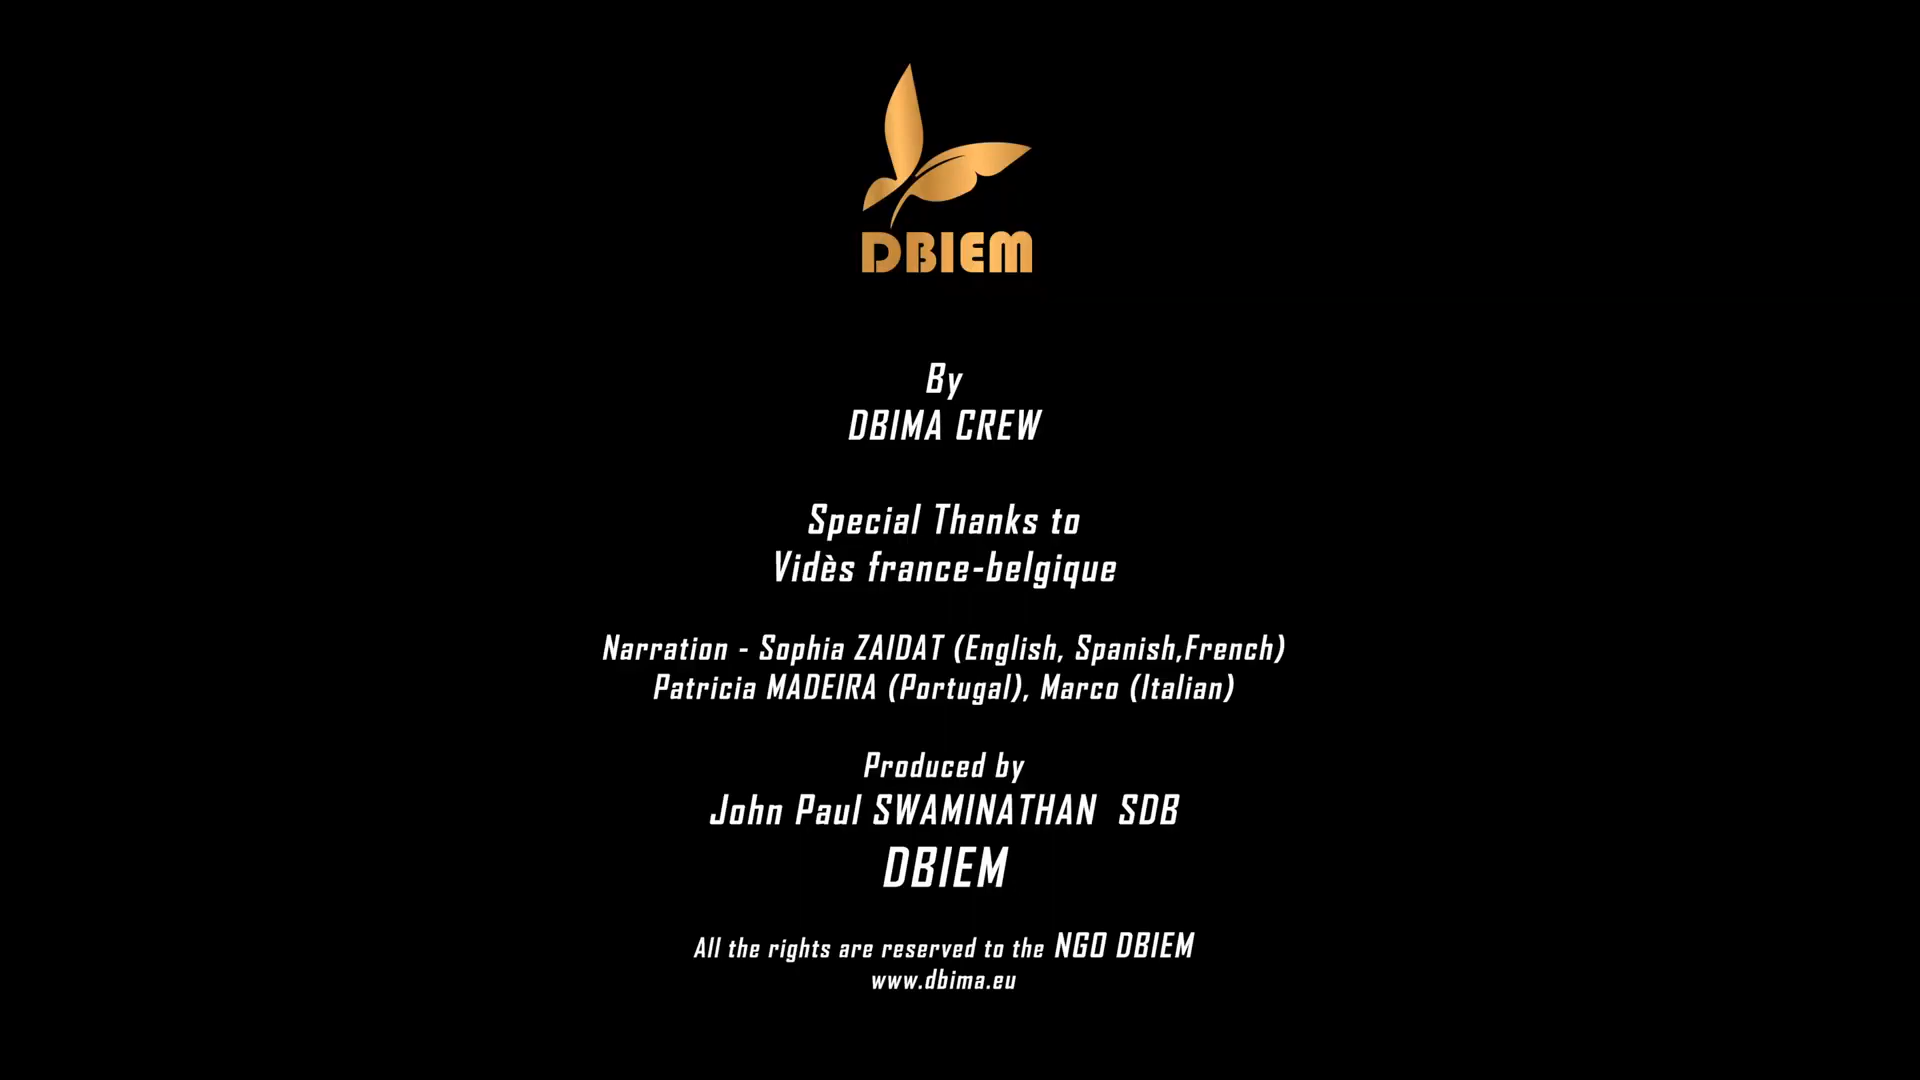 DBIEM
By
DBIMA CREW
Special Thanks to
Vidès france-belgique
Narration - Sophia ZAIDAT (English, Spanish,French)
Patricia MADEIRA (Portugal), Marco (Italian)
Produced by
John Paul SWAMINATHAN SDB
DBIEM
All the rights are reserved to the NGO DBIEM
www.dbima.eu